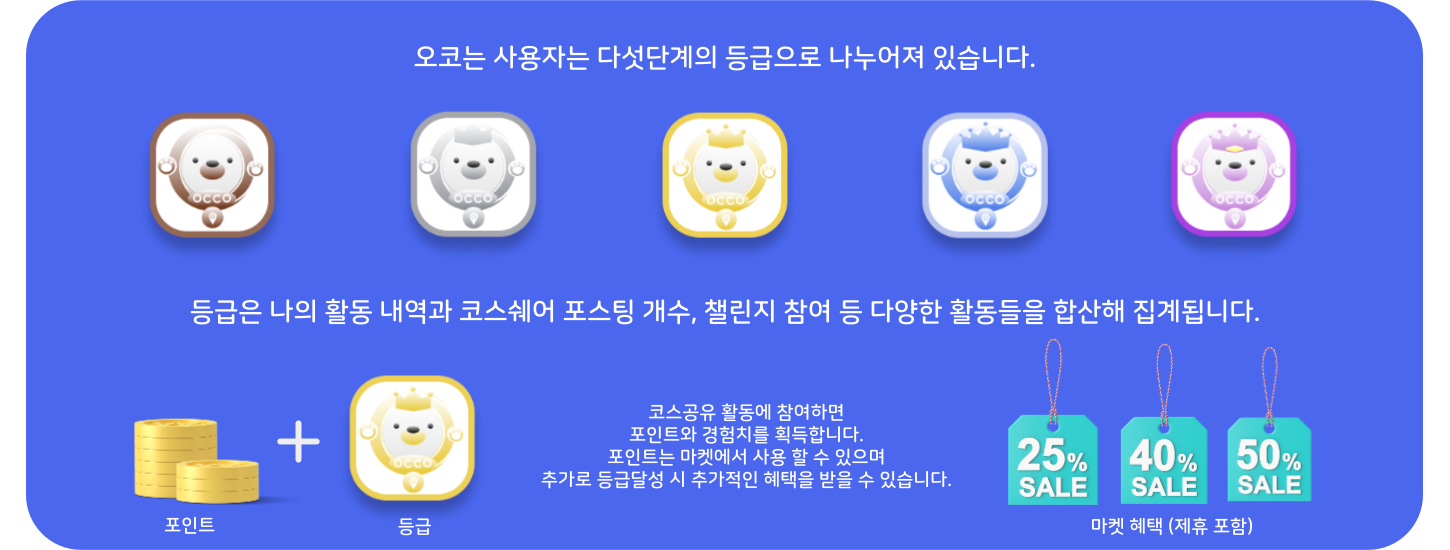 오코는 사용자는 다섯단계의 등급으로 나누어져 있습니다.
OCCO OCCO OCCO OCCO OCCO
등급은 나의 활동 내역과 코스쉐어 포스팅 개수, 챌린지 참여 등 다양한 활동들을 합산해 집계됩니다.
OCCO
포인트
등급
코스공유 활동에 참여하면
포인트와 경험치를 획득합니다.
포인트는 마켓에서 사용 할 수 있으며
추가로 등급달성 시 추가적인 혜택을 받을 수 있습니다.
25% SALE
40% SALE
50% SALE
마켓 혜택 (제휴 포함)